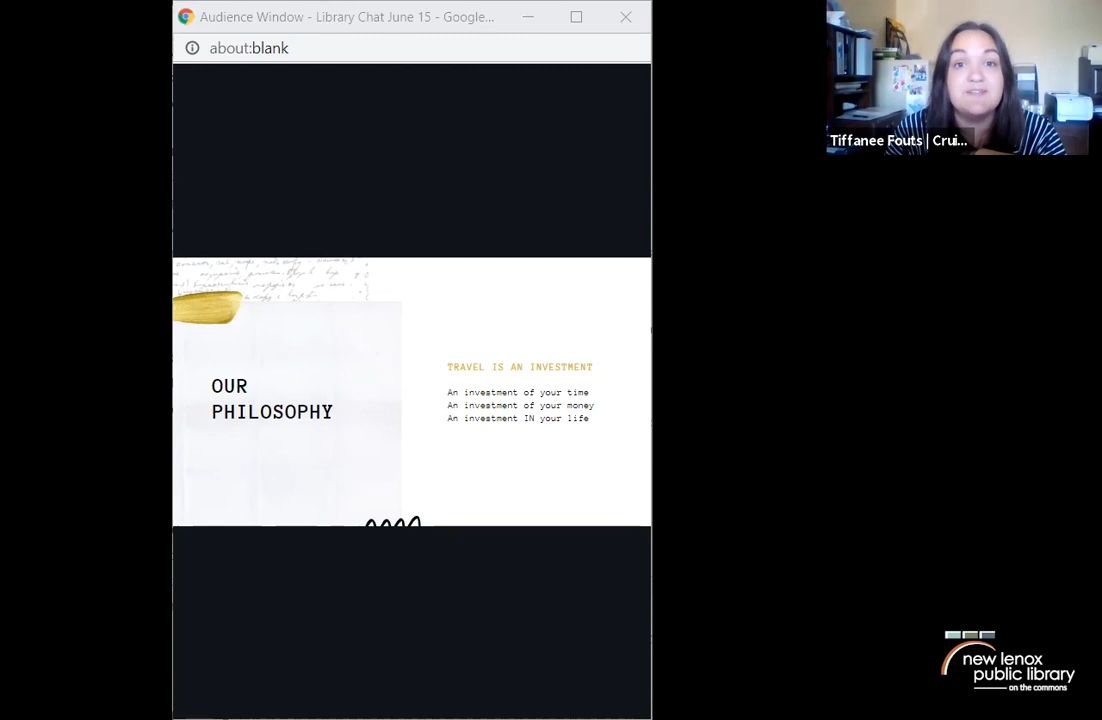 Audience Window - Library Chat June 15 - Google...
about:blank
Tiffanee Fouts | Crui...
OUR
PHILOSOPHY
TRAVEL IS AN INVESTMENT
An investment of your time
An investment of your money
An investment IN your life
new lenox
public library
on the commons